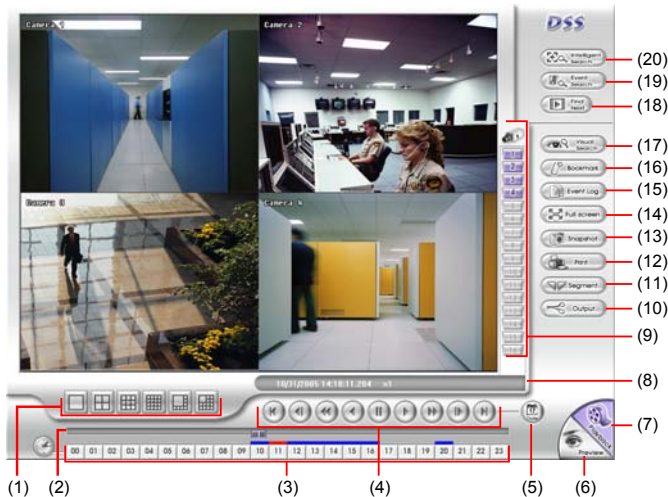 Camera 1
Camera 2
Camera 3
Camera 4
DSS
Intelligent Search
(20)
Event Search
(19)
Find Next
(18)
Visual Search
(17)
Bookmark
(16)
Event Log
(15)
Full screen
(14)
Snapshot
(13)
Print
(12)
Segment
(11)
Output
(10)
(9)
(8)
10/31/2005 14:18:11.284 x1
00 01 02 03 04 05 06 07 08 09 10 11 12 13 14 15 16 17 18 19 20 21 22 23
Playback
Preview
(7)
(1)
(2)
(3)
(4)
(5)
(6)